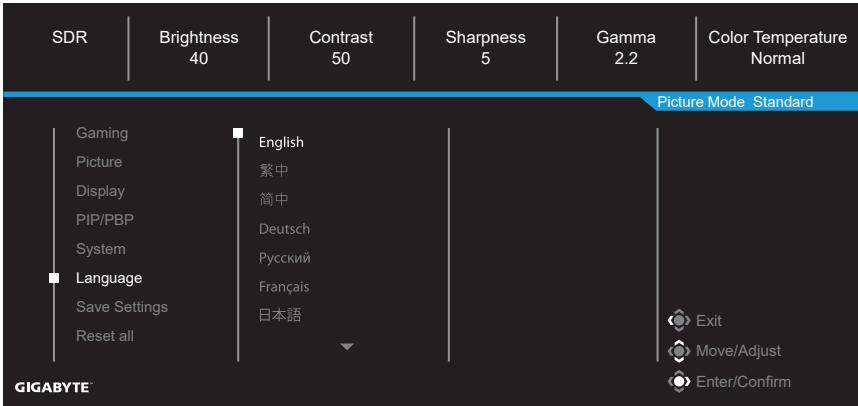 SDR
Brightness
40
Contrast
50
Sharpness
5
Gamma
2.2
Color Temperature
Normal
Picture Mode Standard
Gaming
Picture
Display
PIP/PBP
System
Language
Save Settings
Reset all
English
繁中
简中
Deutsch
Русский
Français
日本語
Exit
Move/Adjust
Enter/Confirm
GIGABYTE™